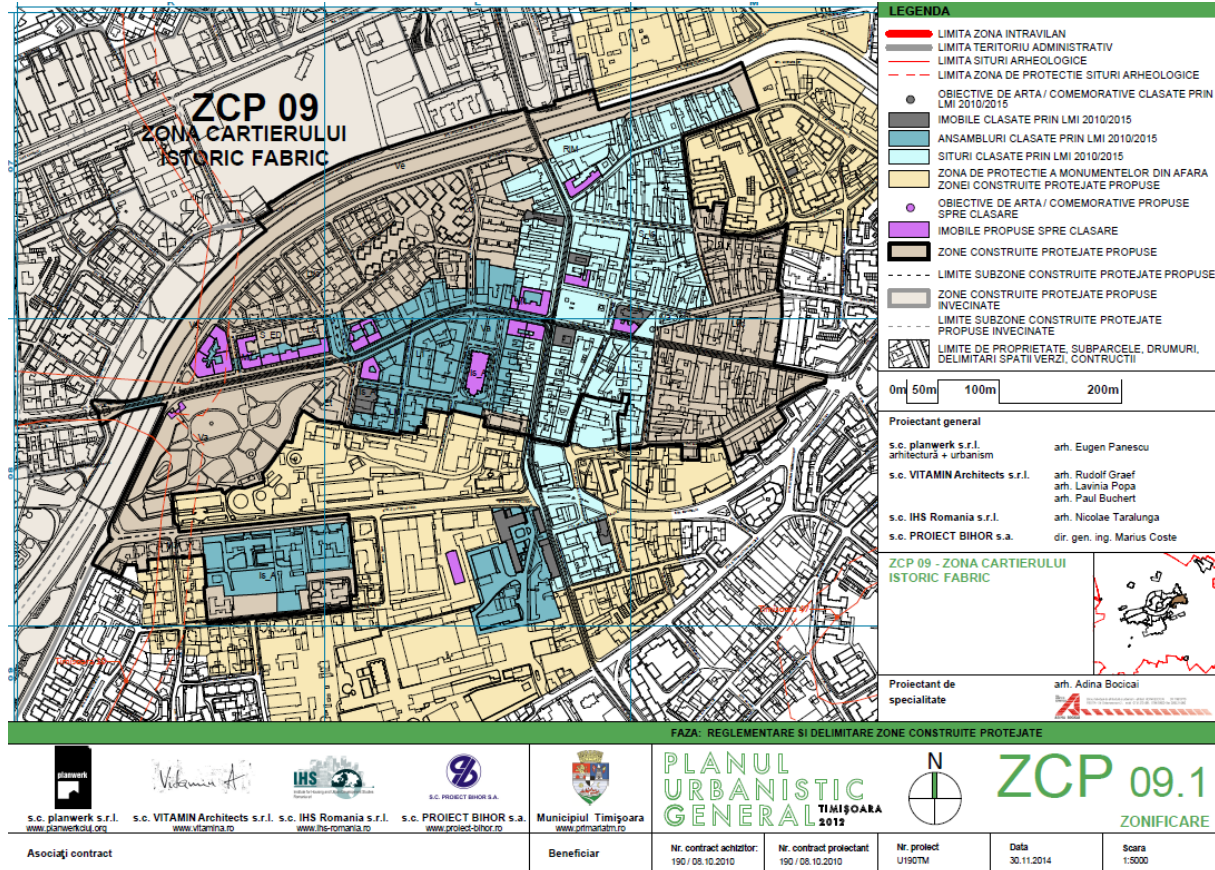 ZCP 09
ZONA CARTIERULUI
ISTORIC FABRIC
RIM
Ve
Va
LEGENDA
LIMITA ZONA INTRAVILAN
LIMITA TERITORIU ADMINISTRATIV
LIMITA SITURI ARHEOLOGICE
LIMITA ZONA DE PROTECTIE SITURI ARHEOLOGICE
OBIECTIVE DE ARTA / COMEMORATIVE CLASATE PRIN
LMI 2010/2015
IMOBILE CLASATE PRIN LMI 2010/2015
ANSAMBLURI CLASATE PRIN LMI 2010/2015
SITURI CLASATE PRIN LMI 2010/2015
ZONA DE PROTECTIE A MONUMENTELOR DIN AFARA
ZONEI CONSTRUITE PROTEJATE PROPUSE
OBIECTIVE DE ARTA / COMEMORATIVE PROPUSE
SPRE CLASARE
IMOBILE PROPUSE SPRE CLASARE
ZONE CONSTRUITE PROTEJATE PROPUSE
LIMITE SUBZONE CONSTRUITE PROTEJATE PROPUSE
ZONE CONSTRUITE PROTEJATE PROPUSE
INVECINATE
LIMITE SUBZONE CONSTRUITE PROTEJATE
PROPUSE INVECINATE
LIMITE DE PROPRIETATE, SUBPARCELE, DRUMURI,
DELIMITARI SPATII VERZI, CONSTRUCTII
0m 50m 100m 200m
Proiectant general
s.c. planwerk s.r.l. arh. Eugen Panescu
arhitectură + urbanism
s.c. VITAMIN Architects s.r.l. arh. Rudolf Graef
arh. Lavinia Popa
arh. Paul Buchert
s.c. IHS Romania s.r.l. arh. Nicolae Taralunga
s.c. PROIECT BIHOR s.a. dir. gen. ing. Marius Coste
ZCP 09 - ZONA CARTIERULUI
ISTORIC FABRIC
Proiectant de arh. Adina Bocicai
specialitate
FAZA: REGLEMENTARE SI DELIMITARE ZONE CONSTRUITE PROTEJATE
planwerk
Vitamin A
IHS
S.C. PROIECT BIHOR S.A.
s.c. planwerk s.r.l. s.c. VITAMIN Architects s.r.l. s.c. IHS Romania s.r.l. s.c. PROIECT BIHOR s.a. Municipiul Timişoara
www.planwerkcluj.org www.vitamina.ro www.ihs-romania.ro www.proiect-bihor.ro www.primariatm.ro
PLANUL
URBANISTIC
GENERAL TIMIŞOARA
2012
N
ZCP 09.1
ZONIFICARE
Asociaţi contract
Beneficiar
Nr. contract achizitor: Nr. contract proiectant Nr. proiect Data Scara
190 / 08.10.2010 190 / 08.10.2010 U190TM 30.11.2014 1:5000